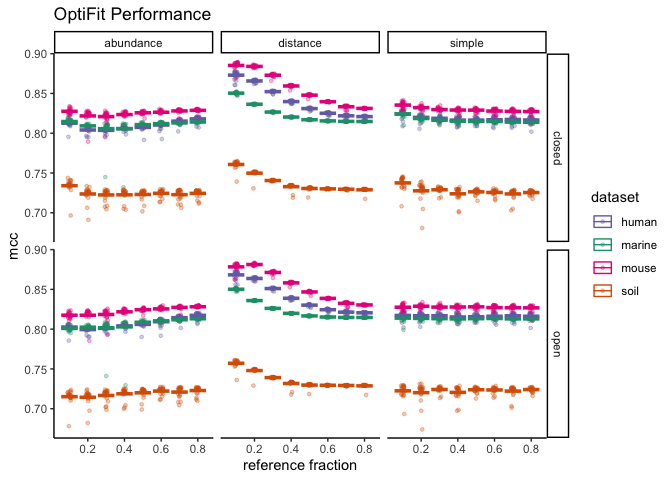 OptiFit Performance
abundance distance simple
0.90
0.85
0.80
0.75
0.70
closed
0.90
0.85
0.80
0.75
0.70
open
mcc
0.2 0.4 0.6 0.8 0.2 0.4 0.6 0.8 0.2 0.4 0.6 0.8
reference fraction
dataset
human
marine
mouse
soil